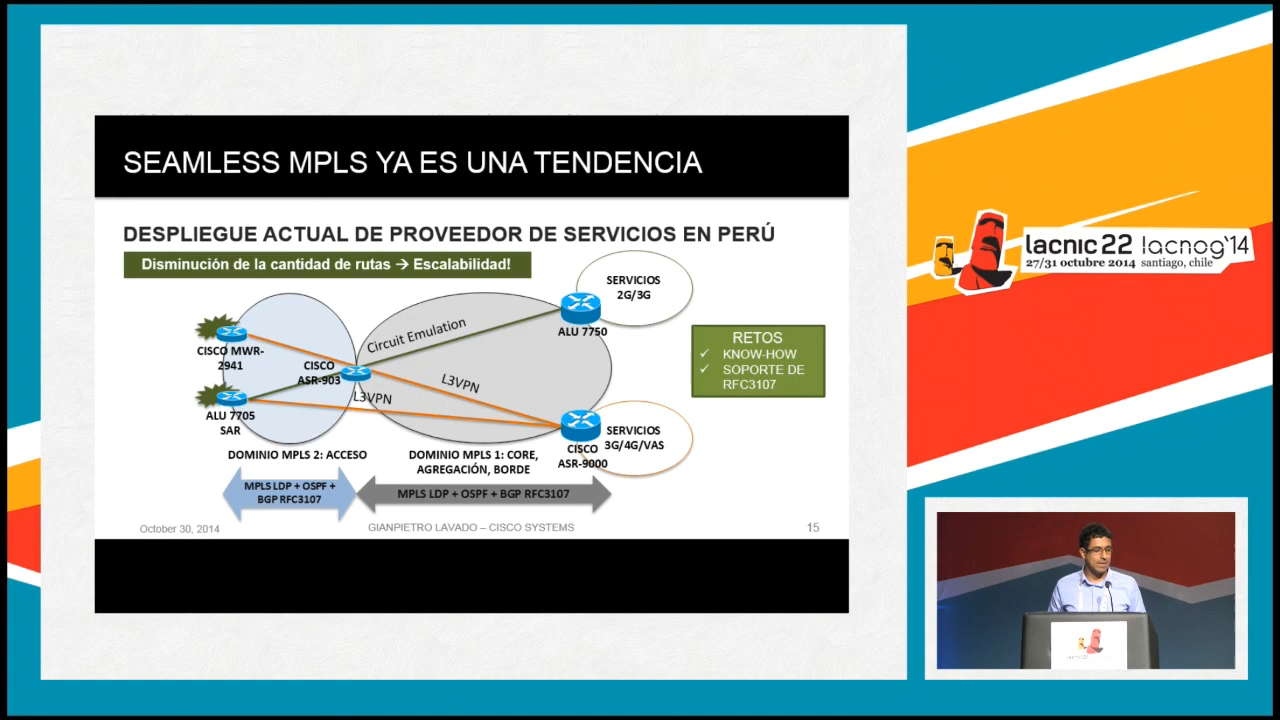 SEAMLESS MPLS YA ES UNA TENDENCIA
DESPLIEGUE ACTUAL DE PROVEEDOR DE SERVICIOS EN PERÚ
Disminución de la cantidad de rutas → Escalabilidad!
SERVICIOS
2G/3G
ALU 7750
Circuit Emulation
CISCO MWR-
2941
CISCO
ASR-903
L3VPN
L3VPN
ALU 7705
SAR
SERVICIOS
3G/4G/VAS
CISCO
ASR-9000
RETOS
✓ KNOW-HOW
✓ SOPORTE DE
RFC3107
DOMINIO MPLS 2: ACCESO
DOMINIO MPLS 1: CORE,
AGREGACIÓN, BORDE
MPLS LDP + OSPF +
BGP RFC3107
MPLS LDP + OSPF + BGP RFC3107
October 30, 2014
GIANPIETRO LAVADO – CISCO SYSTEMS
15
lacnic 22 lacnog'14
27/31 octubre 2014 santiago, chile